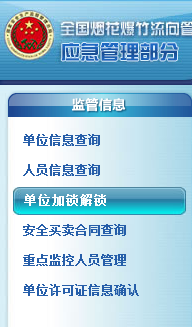 全国烟花爆竹流向管
应急管理部分
监管信息
单位信息查询
人员信息查询
单位加锁解锁
安全买卖合同查询
重点监控人员管理
单位许可证信息确认